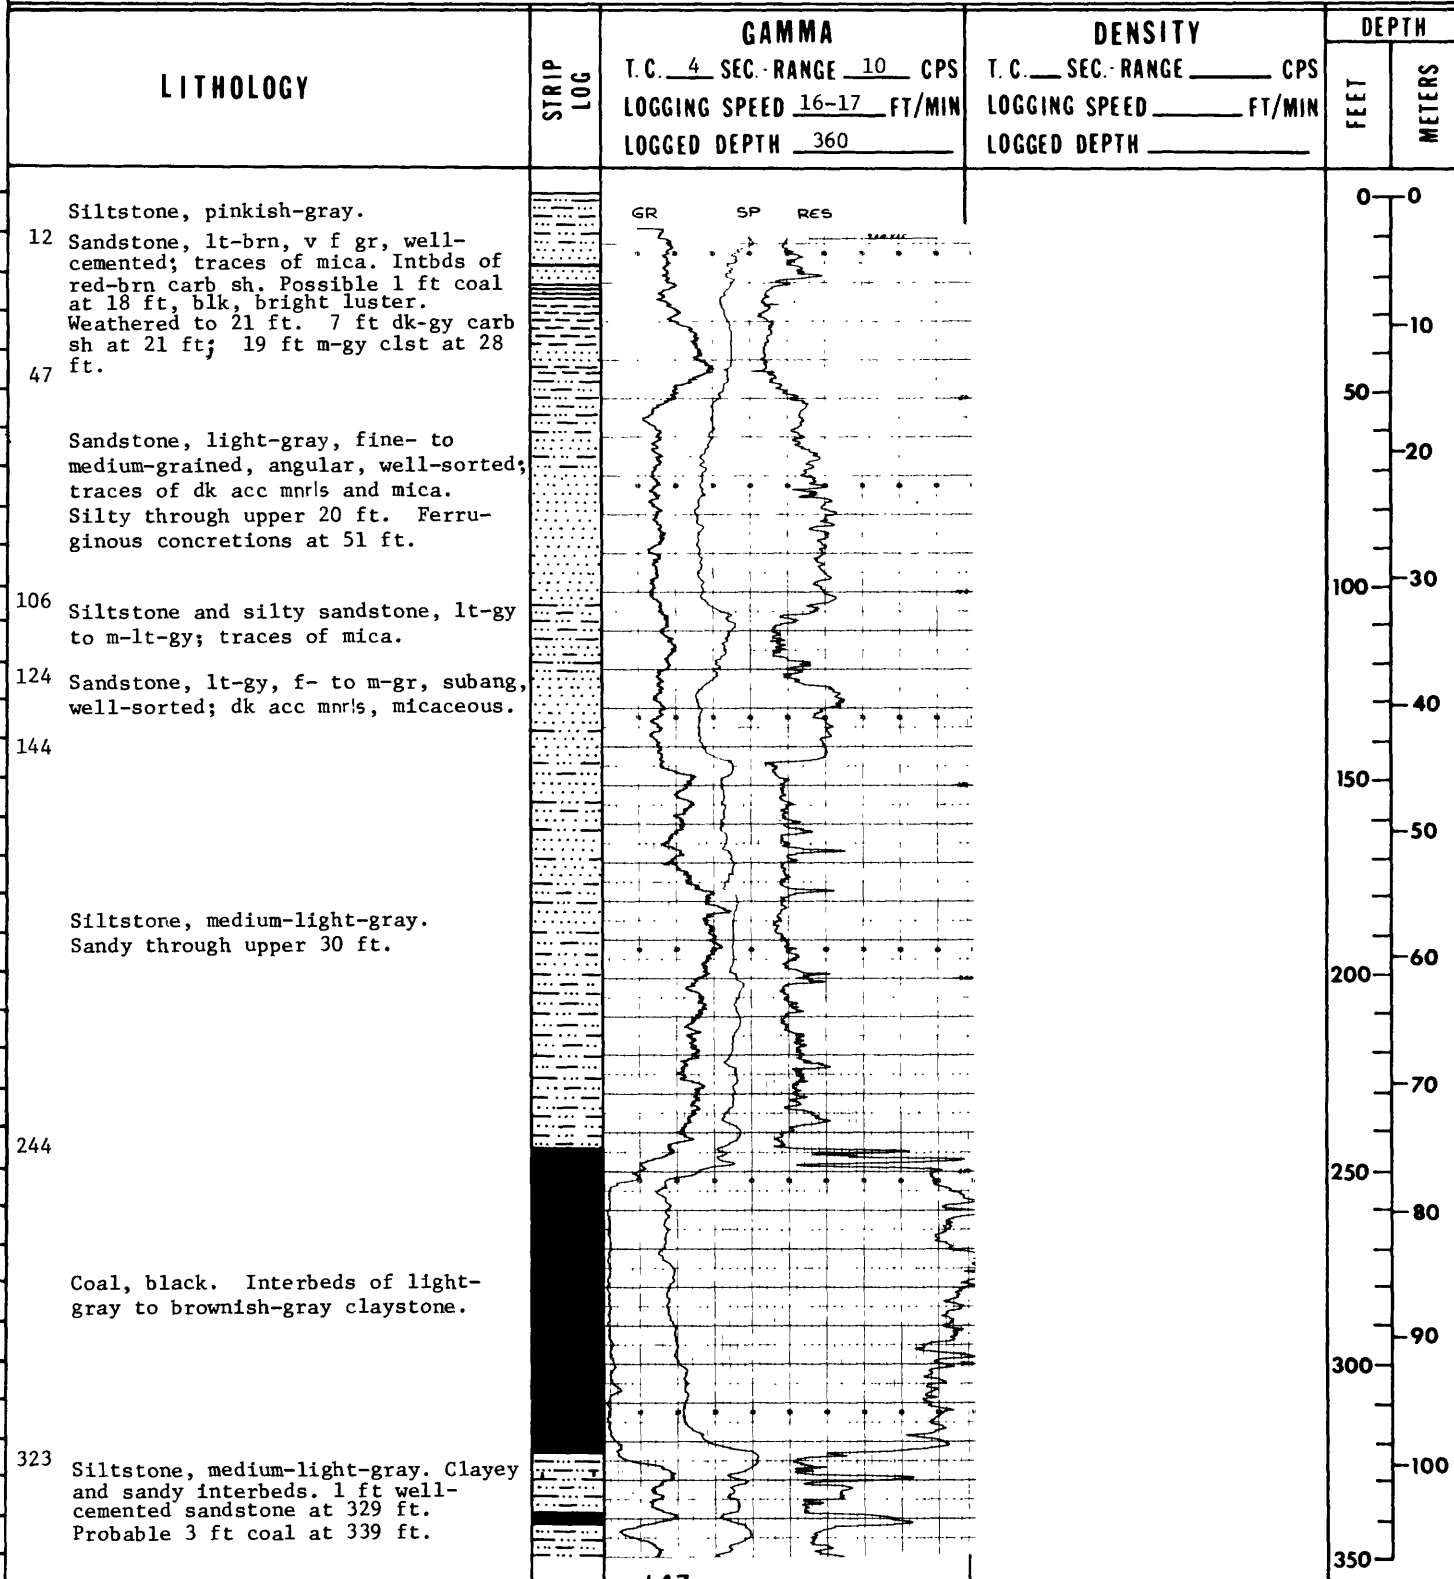 LITHOLOGY
STRIP LOG
GAMMA
T.C. 4 SEC.-RANGE 10 CPS
LOGGING SPEED 16-17 FT/MIN
LOGGED DEPTH 360
DENSITY
T.C. ___ SEC.-RANGE ______ CPS
LOGGING SPEED ______ FT/MIN
LOGGED DEPTH ______
DEPTH
FEET
METERS
GR SP RES
Siltstone, pinkish-gray.
12 Sandstone, lt-brn, v f gr, well-
cemented; traces of mica. Intbds of
red-brn carb sh. Possible 1 ft coal
at 18 ft, blk, bright luster.
Weathered to 21 ft. 7 ft dk-gy carb
sh at 21 ft; 19 ft m-gy clst at 28
ft.
47
Sandstone, light-gray, fine- to
medium-grained, angular, well-sorted;
traces of dk acc mnrls and mica.
Silty through upper 20 ft. Ferru-
ginous concretions at 51 ft.
106
Siltstone and silty sandstone, lt-gy
to m-lt-gy; traces of mica.
124
Sandstone, lt-gy, f- to m-gr, subang,
well-sorted; dk acc mnrls, micaceous.
144
Siltstone, medium-light-gray.
Sandy through upper 30 ft.
244
Coal, black. Interbeds of light-
gray to brownish-gray claystone.
323
Siltstone, medium-light-gray. Clayey
and sandy interbeds. 1 ft well-
cemented sandstone at 329 ft.
Probable 3 ft coal at 339 ft.
0 0
10
50
20
100 30
40
150
50
60
200
70
250
80
90
300
100
350